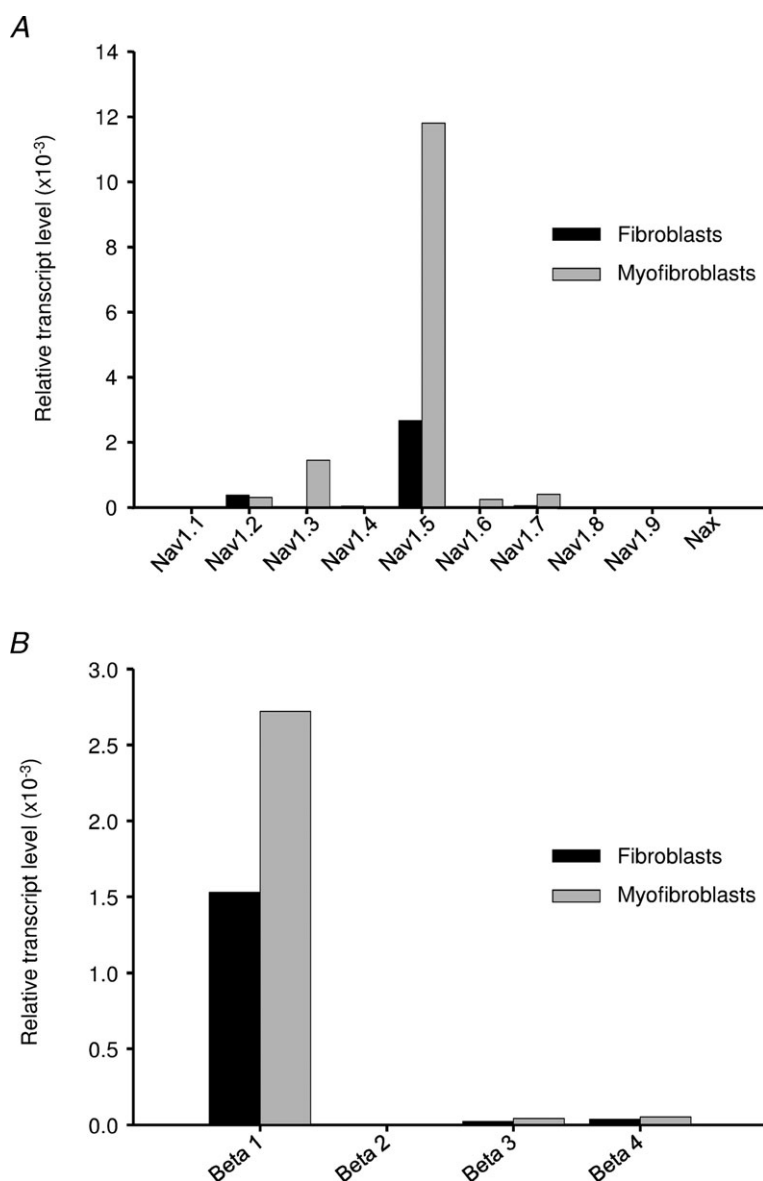 A
Relative transcript level (x10⁻³)
14
12
10
8
6
4
2
0
Fibroblasts
Myofibroblasts
Nav1.1
Nav1.2
Nav1.3
Nav1.4
Nav1.5
Nav1.6
Nav1.7
Nav1.8
Nav1.9
Nax
B
Relative transcript level (x10⁻³)
3.0
2.5
2.0
1.5
1.0
0.5
0.0
Fibroblasts
Myofibroblasts
Beta 1
Beta 2
Beta 3
Beta 4